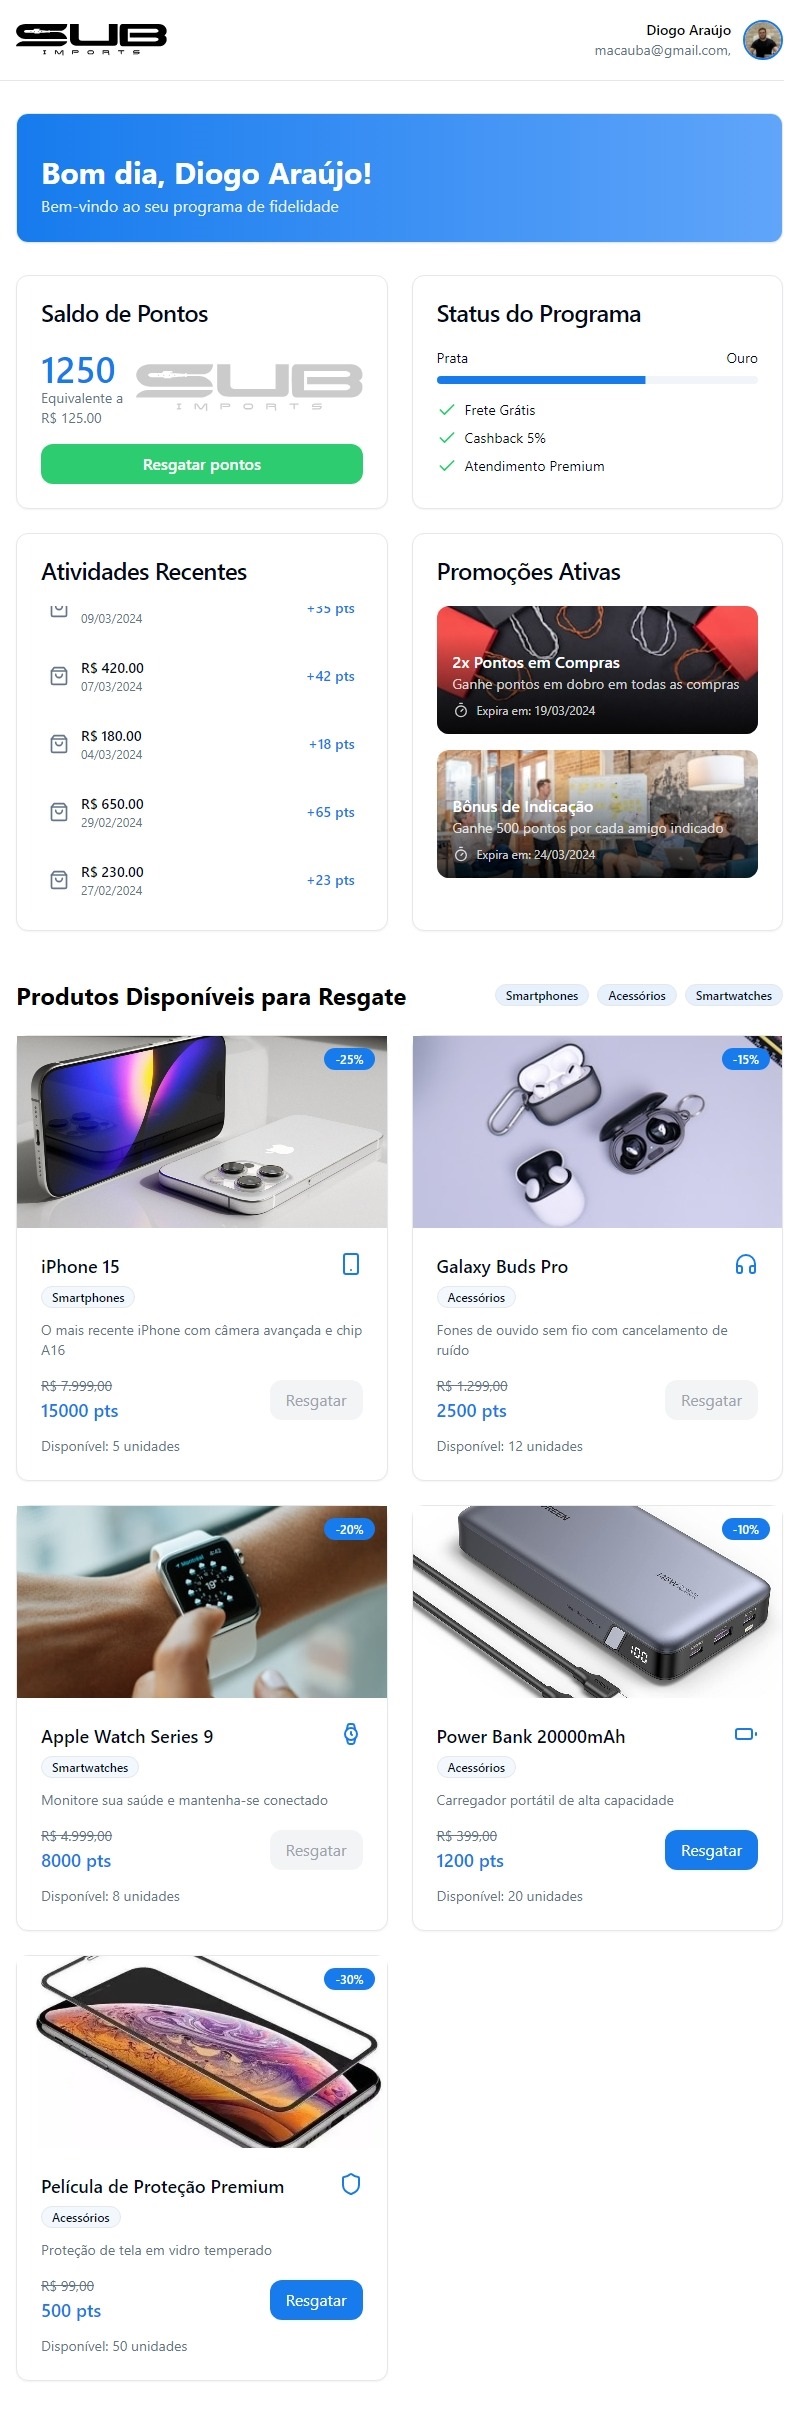 SUB
IMPORTS
Diogo Araújo
macauba@gmail.com,
Bom dia, Diogo Araújo!
Bem-vindo ao seu programa de fidelidade
Saldo de Pontos
1250
Equivalente a
R$ 125.00
SUB
IMPORTS
Resgatar pontos
Status do Programa
Prata
Ouro
Frete Grátis
Cashback 5%
Atendimento Premium
Atividades Recentes
+35 pts
09/03/2024
R$ 420.00
07/03/2024
+42 pts
R$ 180.00
04/03/2024
+18 pts
R$ 650.00
29/02/2024
+65 pts
R$ 230.00
27/02/2024
+23 pts
Promoções Ativas
2x Pontos em Compras
Ganhe pontos em dobro em todas as compras
Expira em: 19/03/2024
Bônus de Indicação
Ganhe 500 pontos por cada amigo indicado
Expira em: 24/03/2024
Produtos Disponíveis para Resgate
Smartphones
Acessórios
Smartwatches
-25%
iPhone 15
Smartphones
O mais recente iPhone com câmera avançada e chip
A16
R$ 7.999,00
15000 pts
Resgatar
Disponível: 5 unidades
-15%
Galaxy Buds Pro
Acessórios
Fones de ouvido sem fio com cancelamento de
ruído
R$ 1.299,00
2500 pts
Resgatar
Disponível: 12 unidades
-20%
Apple Watch Series 9
Smartwatches
Monitore sua saúde e mantenha-se conectado
R$ 4.999,00
8000 pts
Resgatar
Disponível: 8 unidades
-10%
100
Power Bank 20000mAh
Acessórios
Carregador portátil de alta capacidade
R$ 399,00
1200 pts
Resgatar
Disponível: 20 unidades
-30%
Película de Proteção Premium
Acessórios
Proteção de tela em vidro temperado
R$ 99,00
500 pts
Resgatar
Disponível: 50 unidades